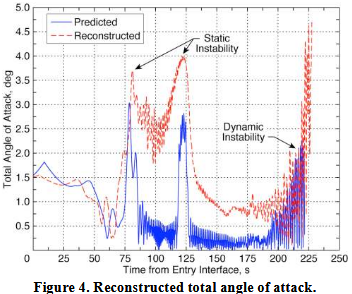 5.0
4.5
4.0
3.5
3.0
2.5
2.0
1.5
1.0
0.5
Total Angle of Attack, deg
Predicted
Reconstructed
Static
Instability
Dynamic
Instability
0 25 50 75 100 125 150 175 200 225 250
Time from Entry Interface, s
Figure 4. Reconstructed total angle of attack.